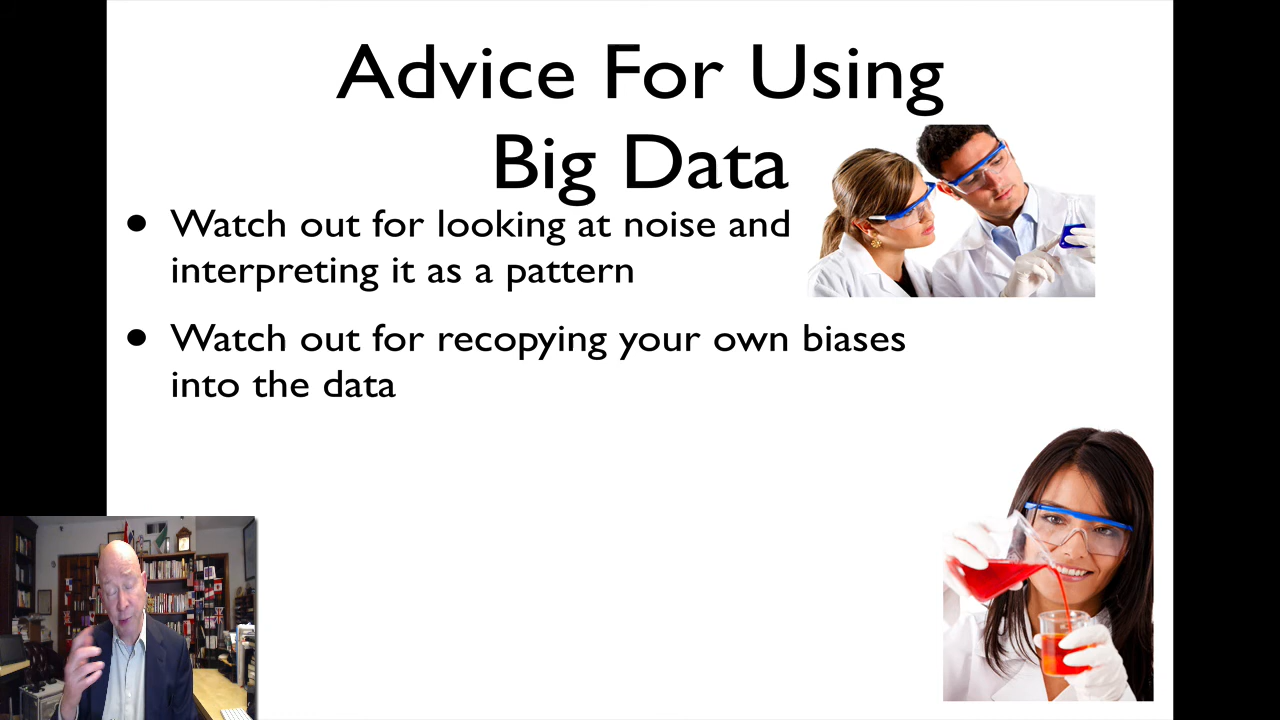 Advice For Using
Big Data
• Watch out for looking at noise and
interpreting it as a pattern
• Watch out for recopying your own biases
into the data